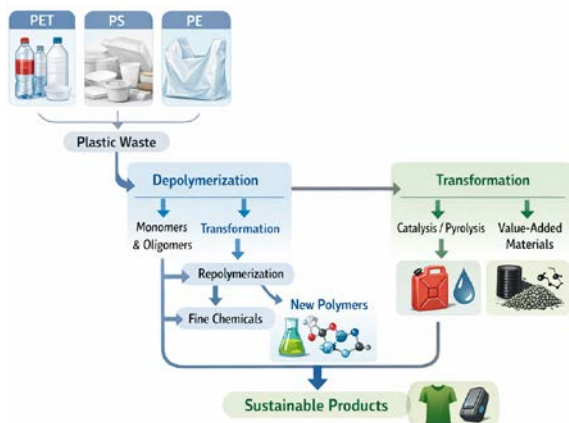 PET
PS
PE
Plastic Waste
Depolymerization
Transformation
Monomers
& Oligomers
Transformation
Catalysis / Pyrolysis
Value-Added
Materials
Repolymerization
New Polymers
Fine Chemicals
Sustainable Products